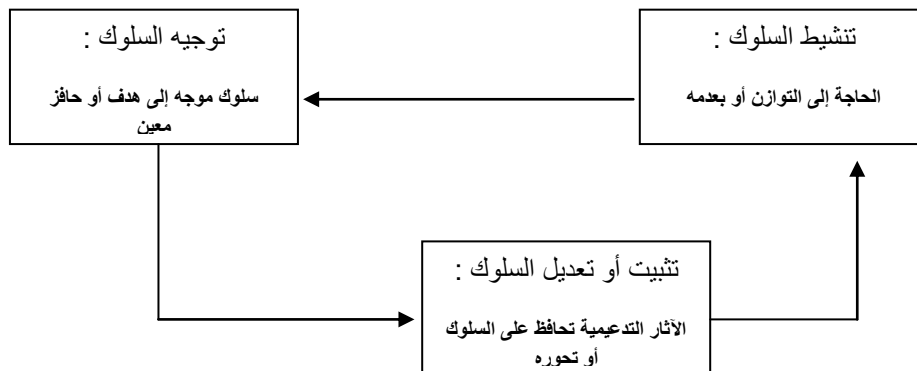 تنشيط السلوك :
الحاجة إلى التوازن أو بعدمه
توجيه السلوك :
سلوك موجه إلى هدف أو حافز
معين
تثبيت أو تعديل السلوك :
الآثار التدعيمية تحافظ على السلوك
أو تحوره